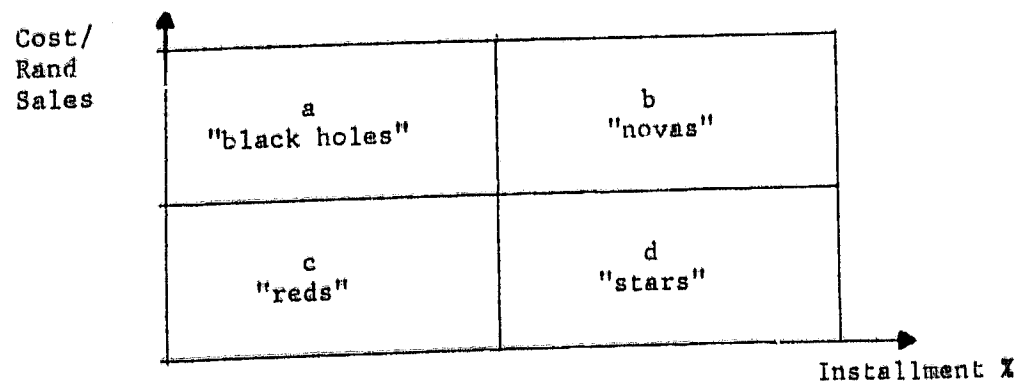 Cost/
Rand
Sales
a
"black holes"
b
"novas"
c
"reds"
d
"stars"
Installment %